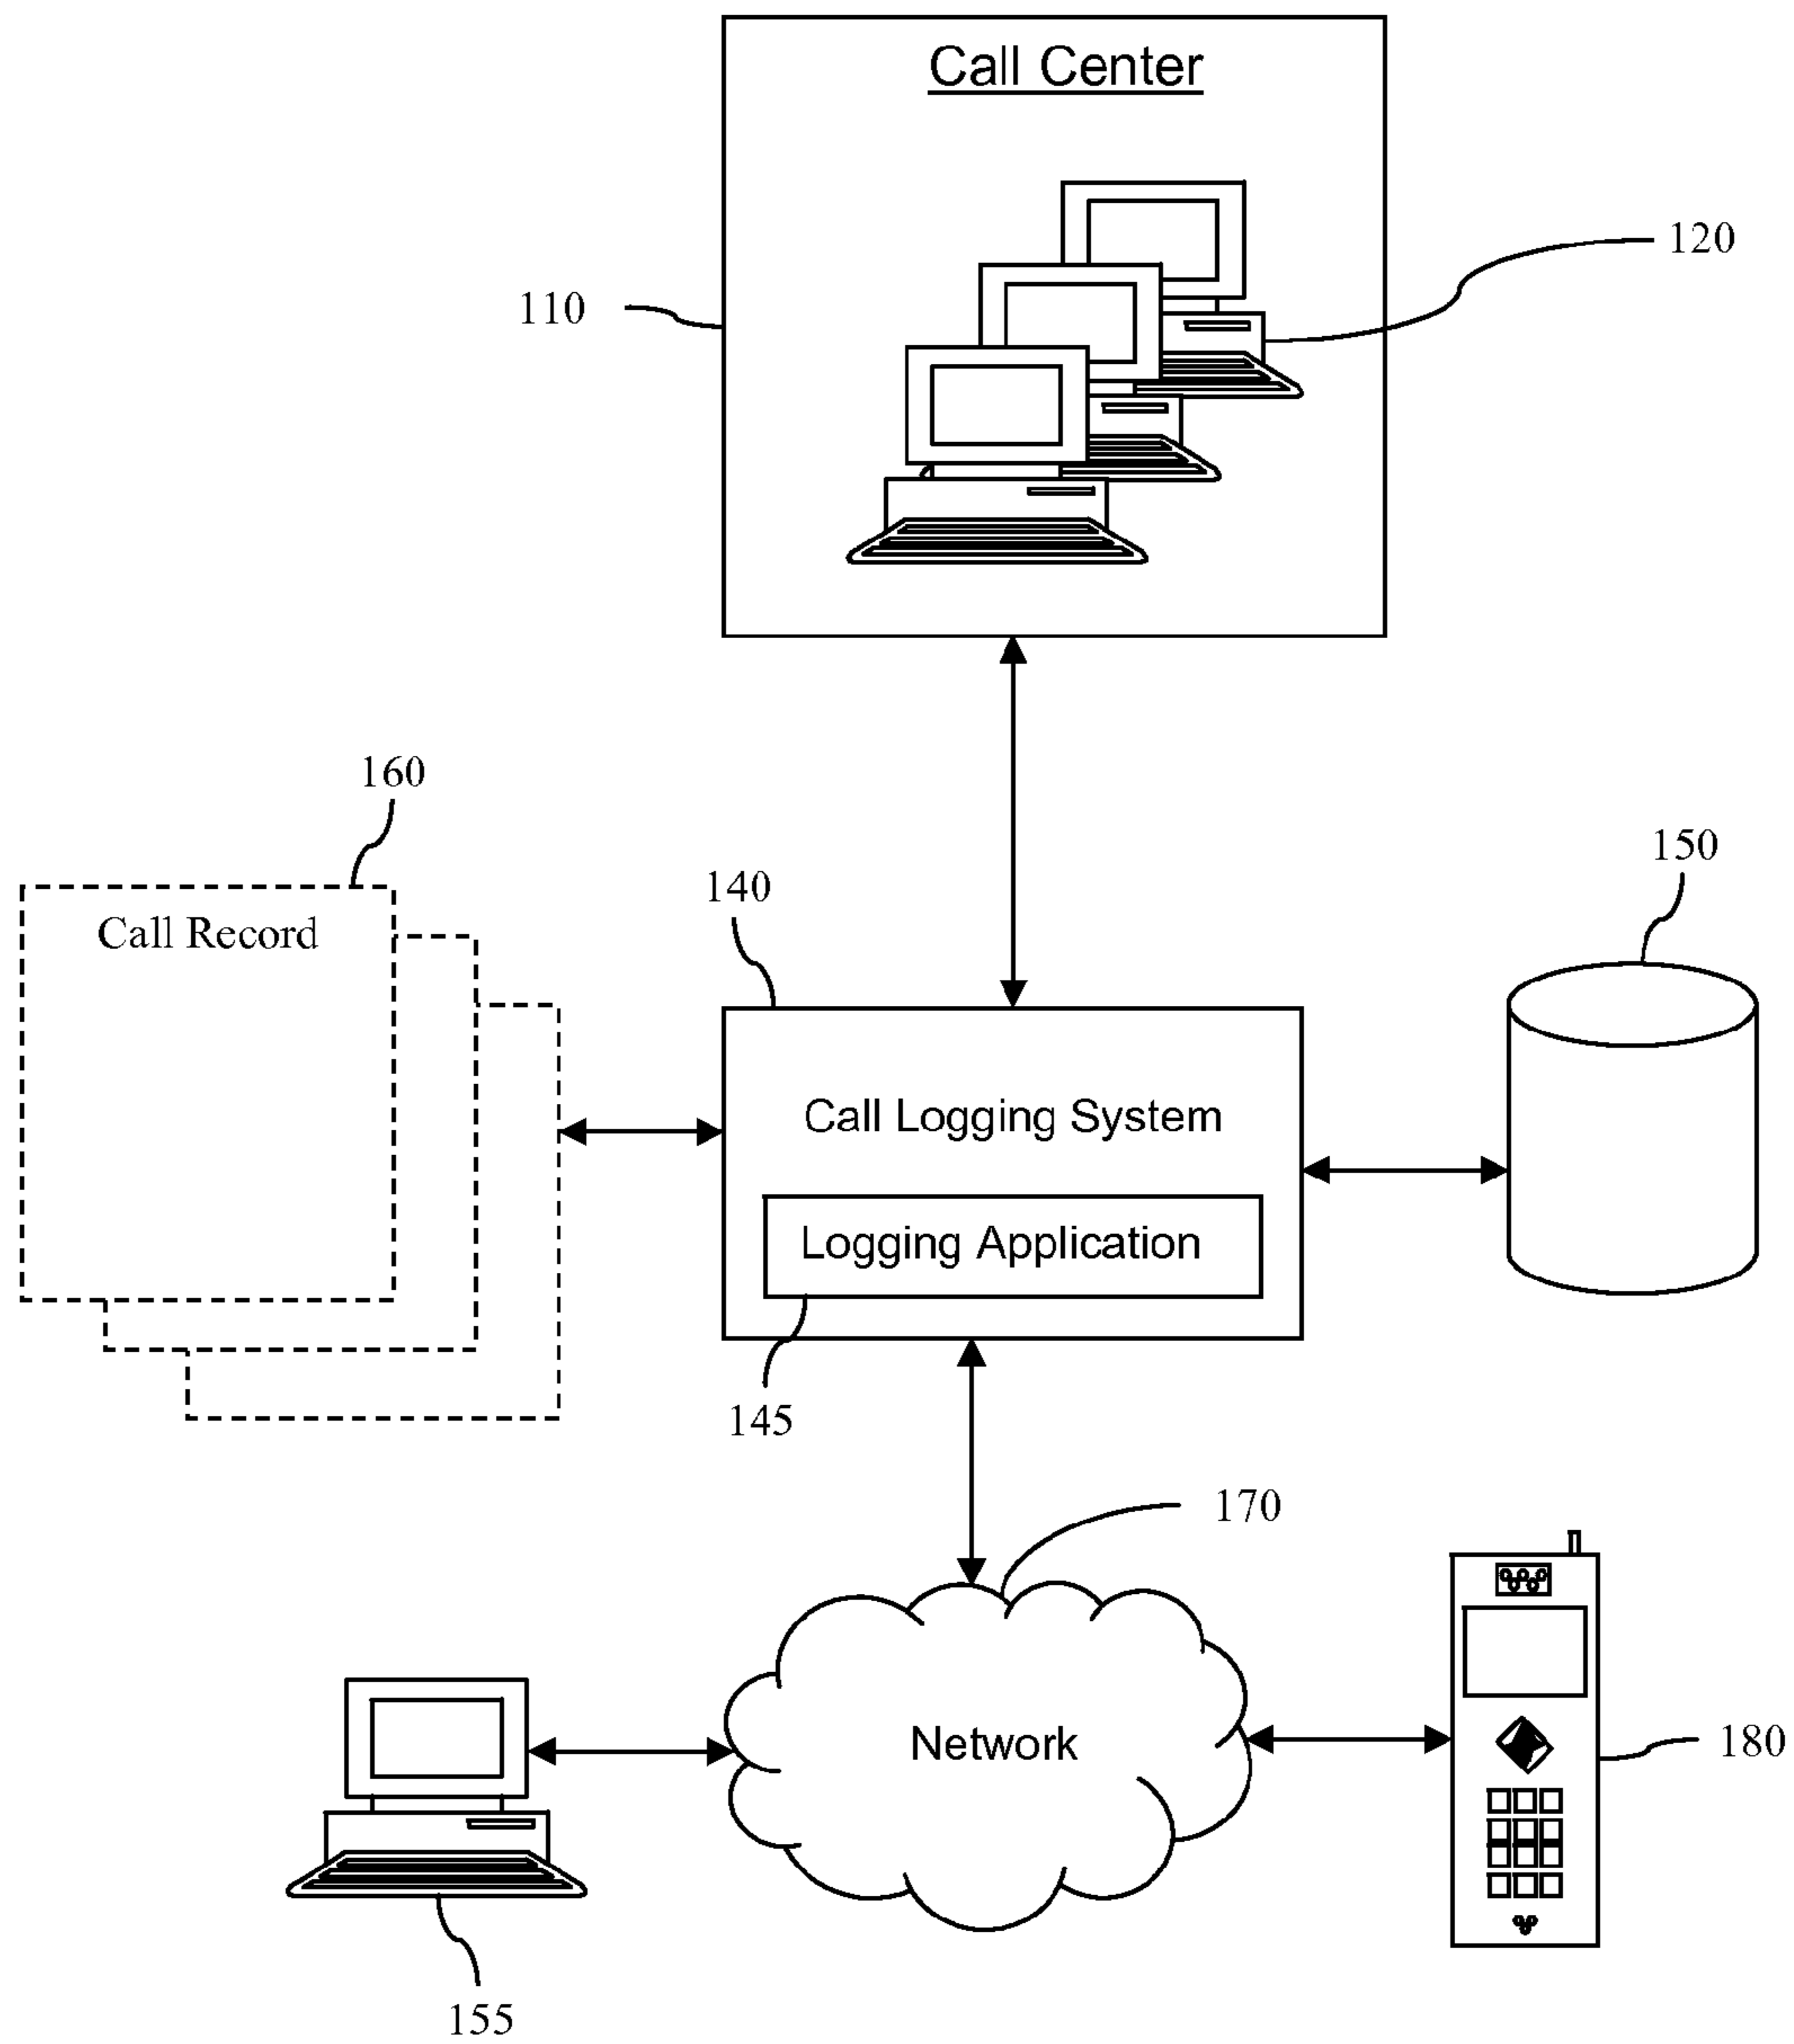 Call Center
120
110
160
150
140
Call Record
Call Logging System
Logging Application
145
170
Network
180
155